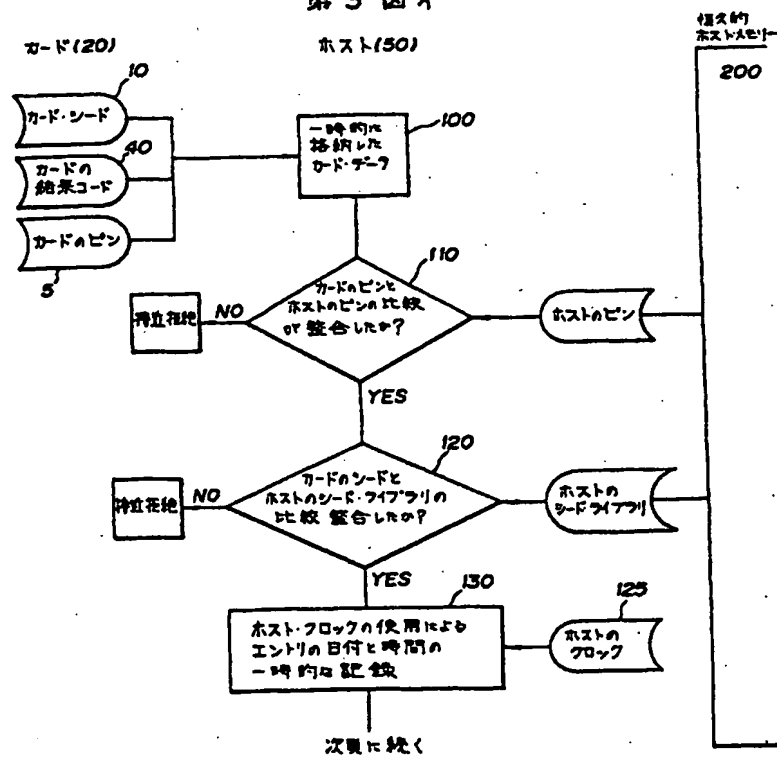 第3図イ
カード(20)
ホスト(50)
恒久的
ホストメモリー
200
10
カード・シード
40
カードの
結果コード
カードのピン
5
100
一時的に
格納した
カード・データ
110
カードのピンと
ホストのピンの比較
整合したか?
NO
YES
ホストのピン
120
カードのシードと
ホストのシード・ライブラリの
比較 整合したか?
NO
YES
ホストの
シードライブラリ
130
ホスト・クロックの使用による
エントリの日付と時間の
一時的な記録
125
ホストの
クロック
次頁に続く